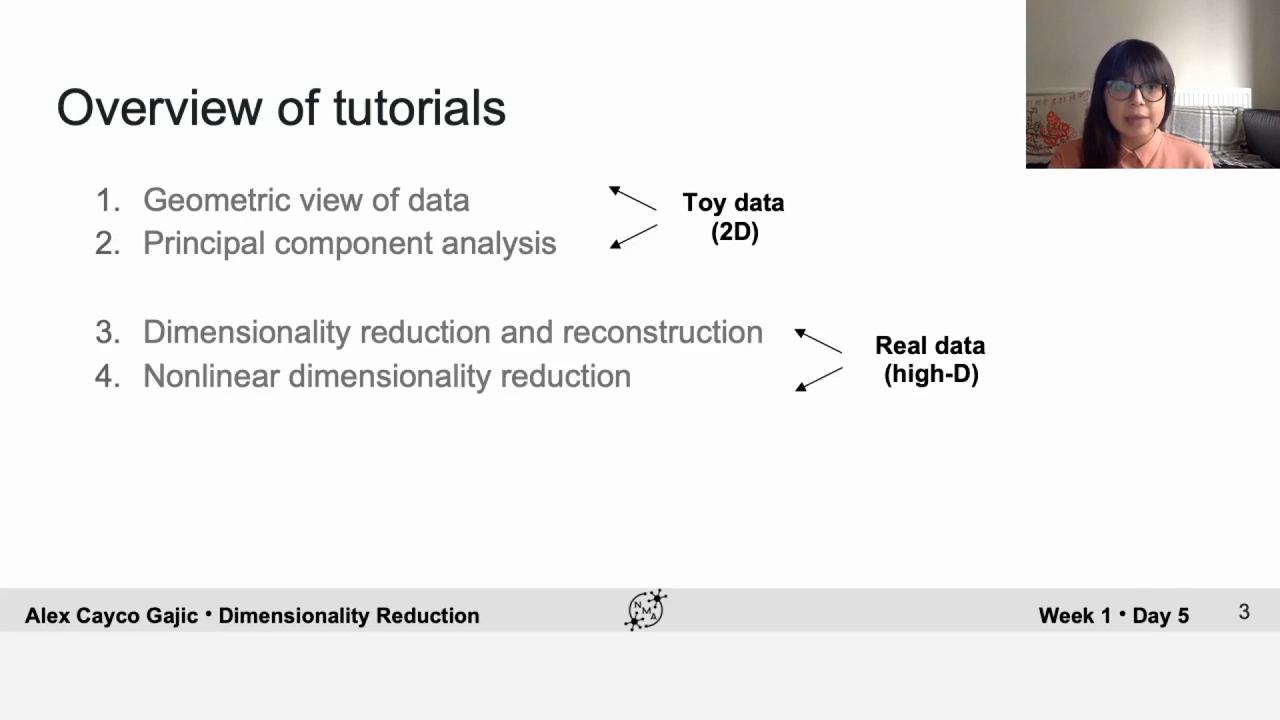 Overview of tutorials
1. Geometric view of data
2. Principal component analysis
Toy data
(2D)
3. Dimensionality reduction and reconstruction
4. Nonlinear dimensionality reduction
Real data
(high-D)
Alex Cayco Gajic • Dimensionality Reduction
NMA
Week 1 • Day 5
3